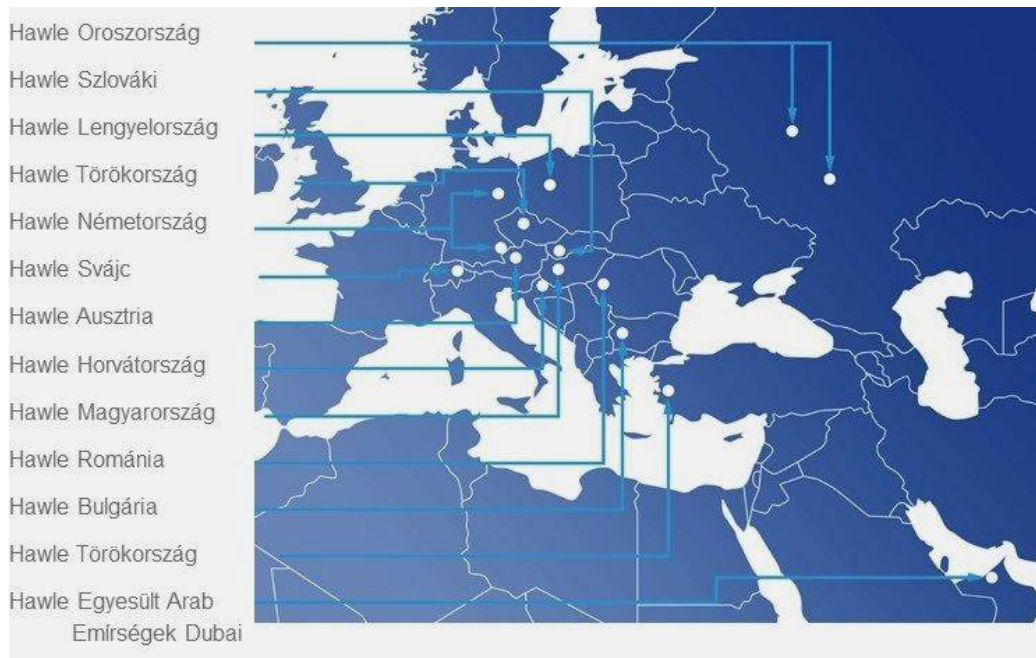 Hawle Oroszország
Hawle Szlováki
Hawle Lengyelország
Hawle Törökország
Hawle Németország
Hawle Svájc
Hawle Ausztria
Hawle Horvátország
Hawle Magyarország
Hawle Románia
Hawle Bulgária
Hawle Törökország
Hawle Egyesült Arab
Emírségek Dubai